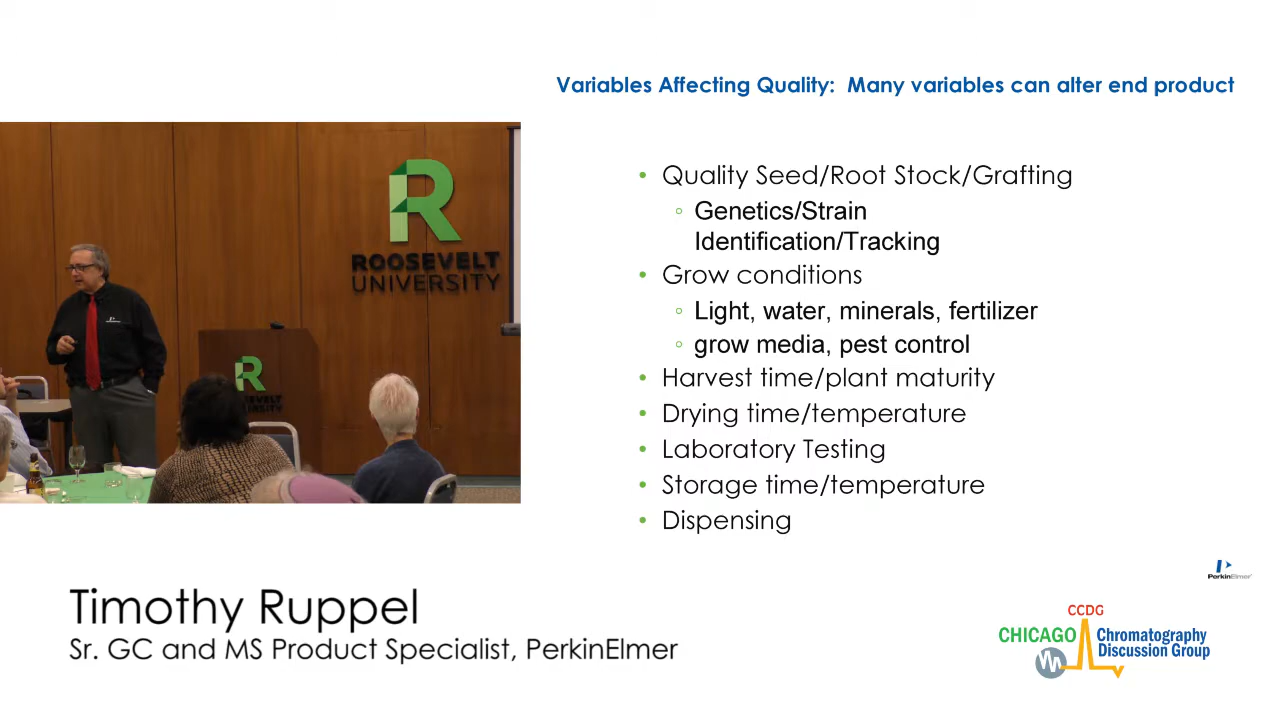 Variables Affecting Quality:  Many variables can alter end product
R
ROOSEVELT
UNIVERSITY
R
ROOSEVELT
UNIVERSITY
• Quality Seed/Root Stock/Grafting
◦ Genetics/Strain
Identification/Tracking
• Grow conditions
◦ Light, water, minerals, fertilizer
◦ grow media, pest control
• Harvest time/plant maturity
• Drying time/temperature
• Laboratory Testing
• Storage time/temperature
• Dispensing
PerkinElmer
Timothy Ruppel
Sr. GC and MS Product Specialist, PerkinElmer
CCDG
CHICAGO Chromatography
Discussion Group